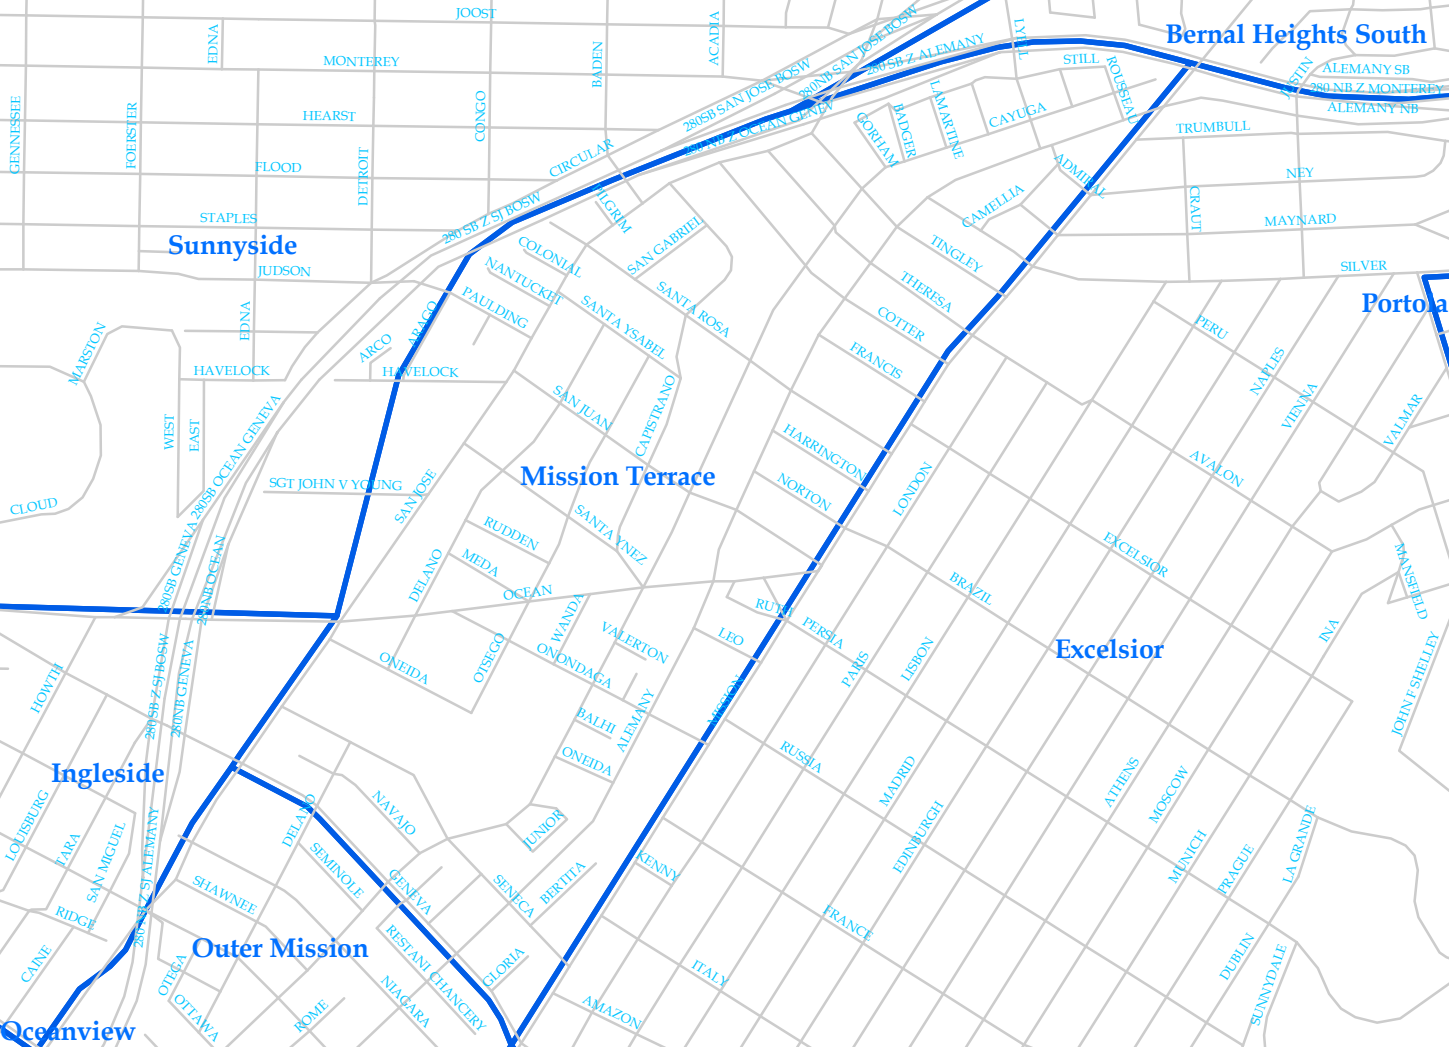 JOOST
EDNA
MONTEREY
BADEN
ACADIA
280SB SAN JOSE BOSW
280NB SAN JOSE BOSW
280 SB Z ALEMANY
LYELL
STILL
ROUSSEAU
Bernal Heights South
JUSTIN
ALEMANY SB
280 NB Z MONTEREY
ALEMANY NB
GENNESSEE
FOERSTER
HEARST
CONGO
280 NB Z OCEAN GENEV
GORHAM
BADGER
LAMARTINE
CAYUGA
TRUMBULL
FLOOD
DETROIT
CIRCULAR
ADMIRAL
NEY
STAPLES
280 SB Z SJ BOSW
PILGRIM
CAMELLIA
CRAUT
MAYNARD
Sunnyside
COLONIAL
SAN GABRIEL
TINGLEY
JUDSON
NANTUCKET
THERESA
SILVER
Portola
EDNA
PAULDING
SANTA YSABEL
SANTA ROSA
COTTER
PERU
ARAGO
MARSTON
ARCO
FRANCIS
NAPLES
HAVELOCK
HAVELOCK
VIENNA
VALMAR
SAN JUAN
CAPISTRANO
WEST
EAST
280SB OCEAN GENEVA
HARRINGTON
AVALON
Mission Terrace
SGT JOHN V YOUNG
SAN JOSE
NORTON
LONDON
CLOUD
RUDDEN
SANTA YNEZ
EXCELSIOR
280SB GENEVA
280NB OCEAN
MEDA
DELANO
MANSFIELD
OCEAN
BRAZIL
WANDA
RUTH
PERSIA
VALERTON
LEO
INA
Excelsior
ONEIDA
OTSEGO
ONONDAGA
PARIS
LISBON
HOWTH
280 SB Z SJ BOSW
280NB GENEVA
MISSION
JOHN F SHELLEY
BALHI
ALEMANY
ONEIDA
RUSSIA
Ingleside
MADRID
ATHENS
MOSCOW
NAVAJO
DELANO
LOUISBURG
TARA
SAN MIGUEL
JUNIOR
EDINBURGH
LA GRANDE
280 NB Z SJ ALEMANY
SEMINOLE
GENEVA
KENNY
MUNICH
PRAGUE
SHAWNEE
SENECA
BERTITA
RIDGE
FRANCE
Outer Mission
RESTANI CHANCERY
CAINE
OTEGA
GLORIA
ITALY
DUBLIN
SUNNYDALE
NIAGARA
OTTAWA
ROME
AMAZON
Oceanview